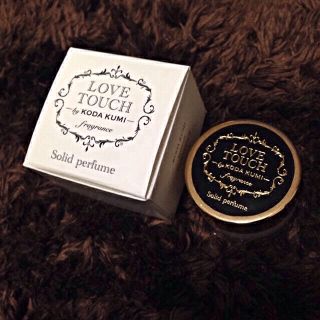 LOVE
TOUCH
by KODA KUMI
fragrance
Solid perfume
LOVE
TOUCH
by KODA KUMI
fragrance
Solid perfume